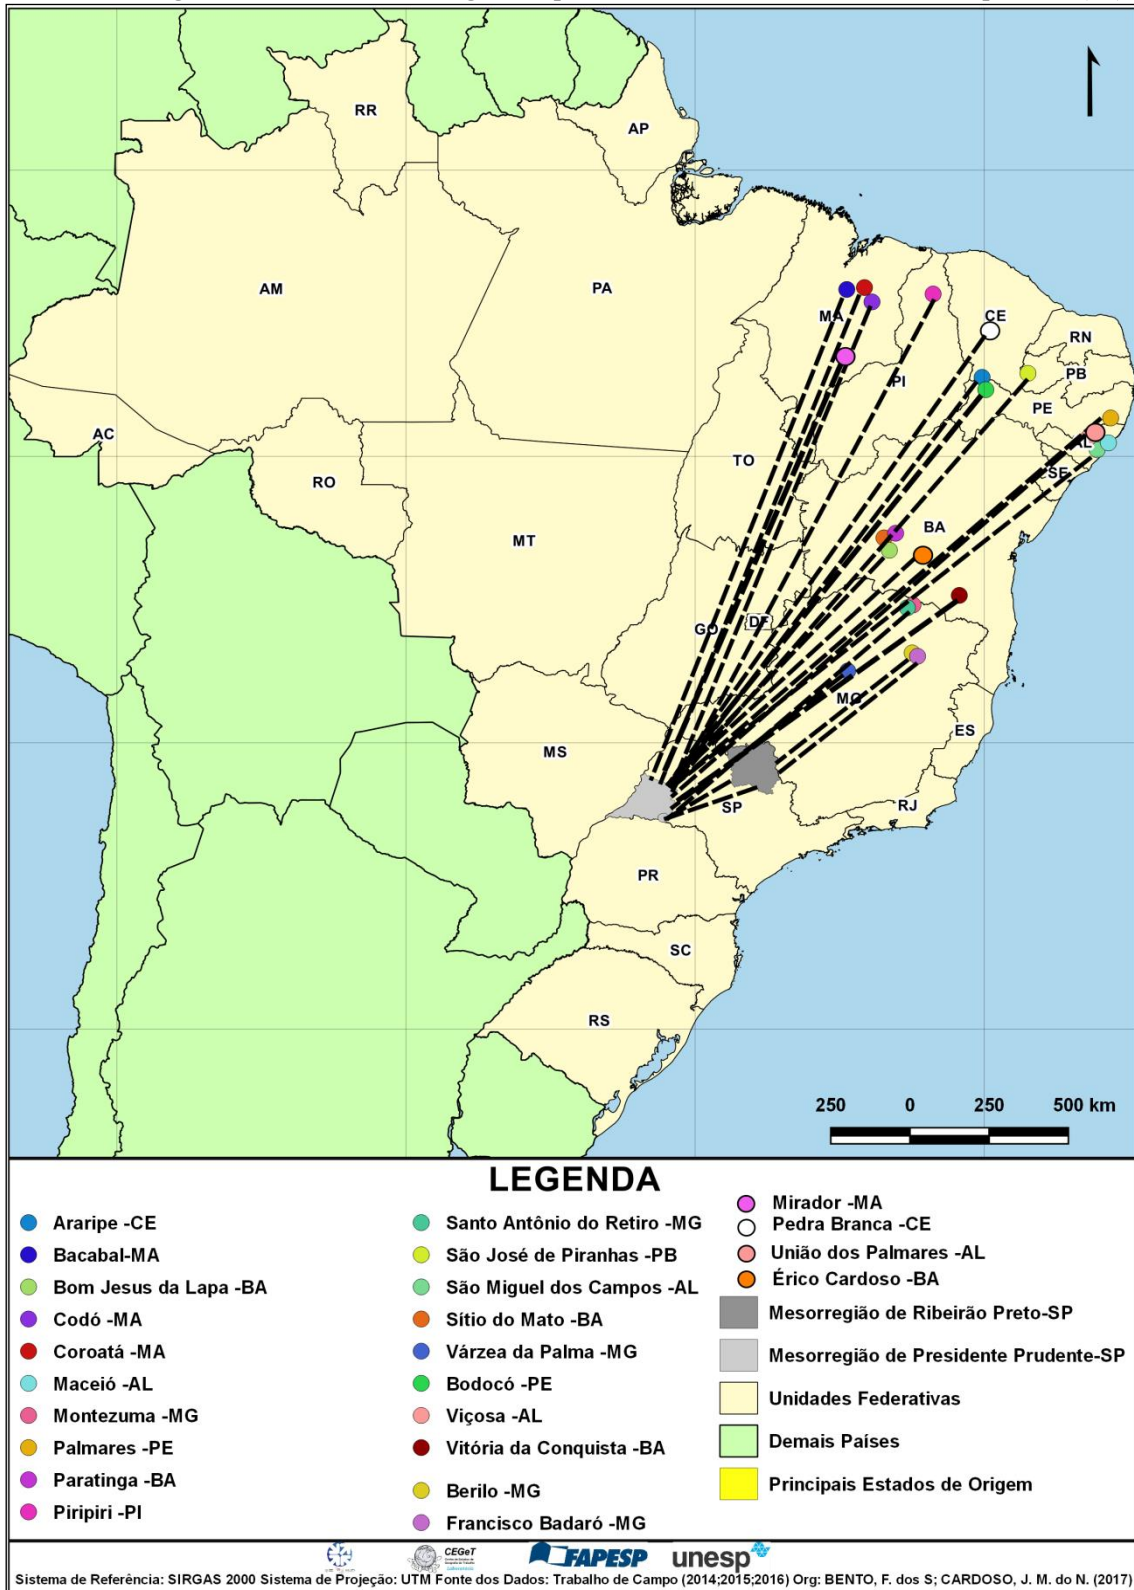 RR
AP
AM
PA
MA
CE
RN
PB
PI
PE
AC
AL
TO
SE
RO
BA
MT
DF
GO
MG
MS
ES
SP
RJ
PR
SC
RS
250 0 250 500 km
LEGENDA
Araripe -CE
Bacabal-MA
Bom Jesus da Lapa -BA
Codó -MA
Coroatá -MA
Maceió -AL
Montezuma -MG
Palmares -PE
Paratinga -BA
Piripiri -PI
Santo Antônio do Retiro -MG
São José de Piranhas -PB
São Miguel dos Campos -AL
Sítio do Mato -BA
Várzea da Palma -MG
Bodocó -PE
Viçosa -AL
Vitória da Conquista -BA
Berilo -MG
Francisco Badaró -MG
Mirador -MA
Pedra Branca -CE
União dos Palmares -AL
Érico Cardoso -BA
Mesorregião de Ribeirão Preto-SP
Mesorregião de Presidente Prudente-SP
Unidades Federativas
Demais Países
Principais Estados de Origem
CEGeT
FAPESP
unesp
Sistema de Referência: SIRGAS 2000 Sistema de Projeção: UTM Fonte dos Dados: Trabalho de Campo (2014;2015;2016) Org: BENTO, F. dos S; CARDOSO, J. M. do N. (2017)